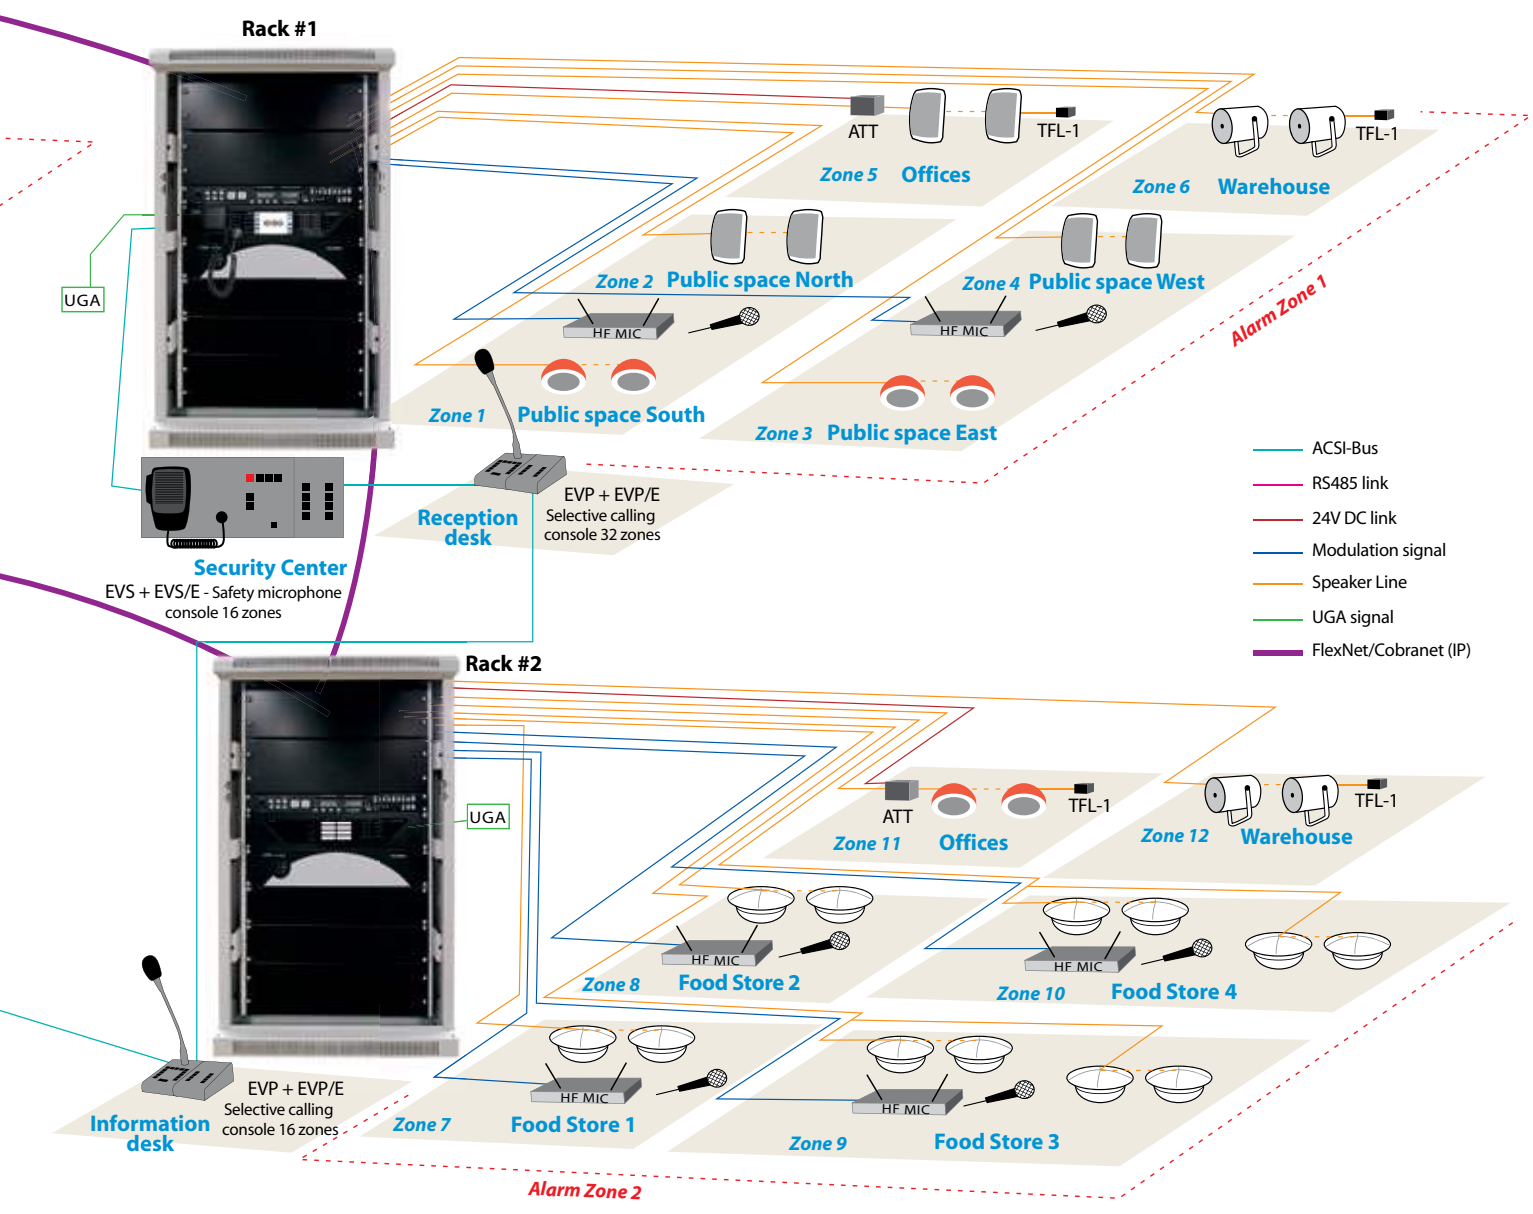 Rack #1
ATT
TFL-1
TFL-1
Zone 5 Offices
Zone 6 Warehouse
UGA
Zone 2 Public space North
Zone 4 Public space West
HF MIC
HF MIC
Alarm Zone 1
Zone 1 Public space South
Zone 3 Public space East
ACSI-Bus
RS485 link
24V DC link
Modulation signal
Speaker Line
UGA signal
FlexNet/Cobranet (IP)
Reception
desk
EVP + EVP/E
Selective calling
console 32 zones
Security Center
EVS + EVS/E - Safety microphone
console 16 zones
Rack #2
UGA
ATT
TFL-1
TFL-1
Zone 11 Offices
Zone 12 Warehouse
HF MIC
HF MIC
Zone 8 Food Store 2
Zone 10 Food Store 4
HF MIC
HF MIC
Zone 7 Food Store 1
Zone 9 Food Store 3
Information
desk
EVP + EVP/E
Selective calling
console 16 zones
Alarm Zone 2